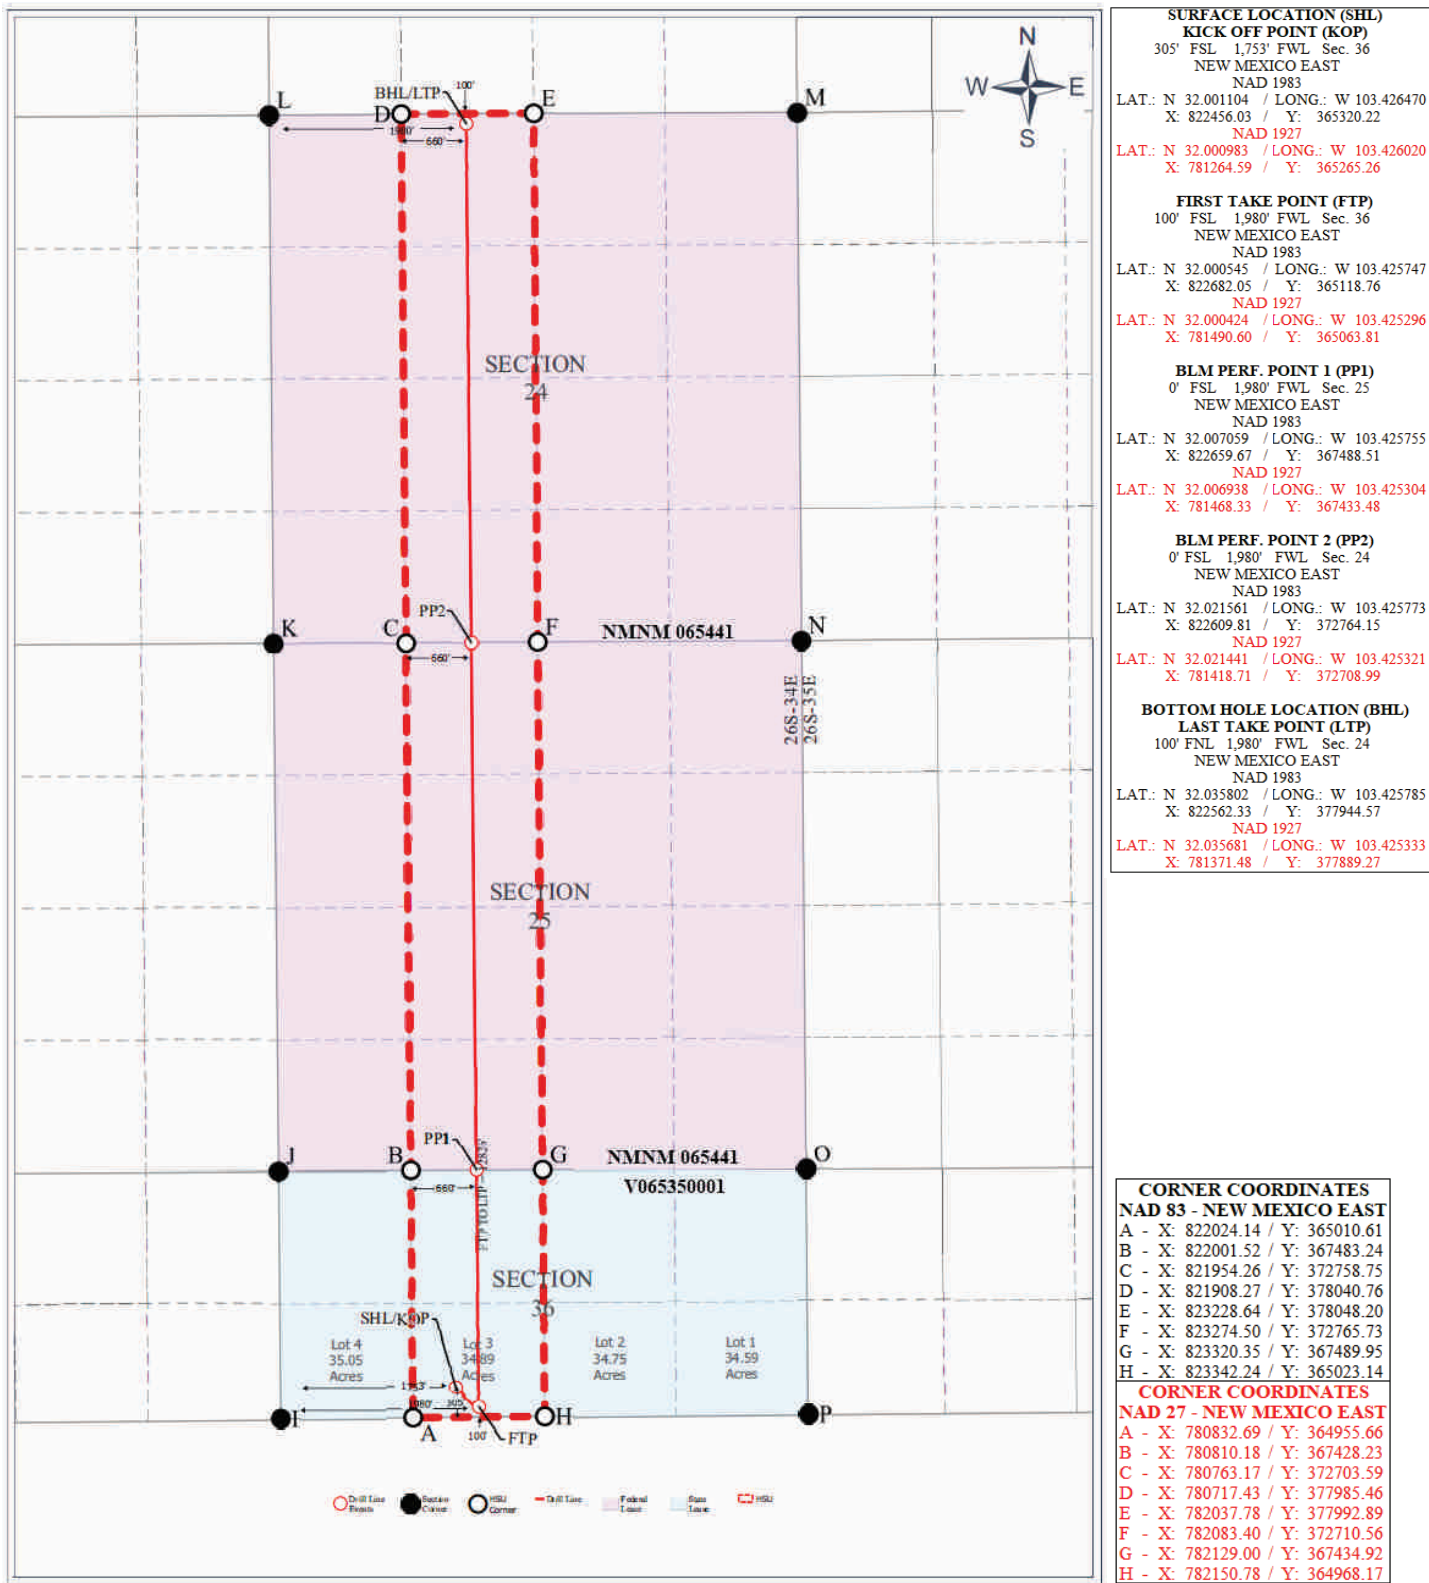 N
W E
S
L
BHL/LTP
100'
D
E
M
1980'
660'
SECTION
24
K
PP2
C
F
NMNM 065441
N
660'
26S-34E
26S-35E
SECTION
25
J
PP1
B
G
NMNM 065441
V065350001
O
660'
SECTION
36
SHL/KOP
Lot 4
35.05
Acres
Lot 3
34.89
Acres
Lot 2
34.75
Acres
Lot 1
34.59
Acres
305'
I
A
100'
FTP
H
P
Drill Line
Events
Section
Corner
HSU
Corner
Drill Line
Federal
Lease
State
Lease
HSU
SURFACE LOCATION (SHL)
KICK OFF POINT (KOP)
305' FSL 1,753' FWL Sec. 36
NEW MEXICO EAST
NAD 1983
LAT.: N 32.001104 / LONG.: W 103.426470
X: 822456.03 / Y: 365320.22
NAD 1927
LAT.: N 32.000983 / LONG.: W 103.426020
X: 781264.59 / Y: 365265.26
FIRST TAKE POINT (FTP)
100' FSL 1,980' FWL Sec. 36
NEW MEXICO EAST
NAD 1983
LAT.: N 32.000545 / LONG.: W 103.425747
X: 822682.05 / Y: 365118.76
NAD 1927
LAT.: N 32.000424 / LONG.: W 103.425296
X: 781490.60 / Y: 365063.81
BLM PERF. POINT 1 (PP1)
0' FSL 1,980' FWL Sec. 25
NEW MEXICO EAST
NAD 1983
LAT.: N 32.007059 / LONG.: W 103.425755
X: 822659.67 / Y: 367488.51
NAD 1927
LAT.: N 32.006938 / LONG.: W 103.425304
X: 781468.33 / Y: 367433.48
BLM PERF. POINT 2 (PP2)
0' FSL 1,980' FWL Sec. 24
NEW MEXICO EAST
NAD 1983
LAT.: N 32.021561 / LONG.: W 103.425773
X: 822609.81 / Y: 372764.15
NAD 1927
LAT.: N 32.021441 / LONG.: W 103.425321
X: 781418.71 / Y: 372708.99
BOTTOM HOLE LOCATION (BHL)
LAST TAKE POINT (LTP)
100' FNL 1,980' FWL Sec. 24
NEW MEXICO EAST
NAD 1983
LAT.: N 32.035802 / LONG.: W 103.425785
X: 822562.33 / Y: 377944.57
NAD 1927
LAT.: N 32.035681 / LONG.: W 103.425333
X: 781371.48 / Y: 377889.27
CORNER COORDINATES
NAD 83 - NEW MEXICO EAST
A - X: 822024.14 / Y: 365010.61
B - X: 822001.52 / Y: 367483.24
C - X: 821954.26 / Y: 372758.75
D - X: 821908.27 / Y: 378040.76
E - X: 823228.64 / Y: 378048.20
F - X: 823274.50 / Y: 372765.73
G - X: 823320.35 / Y: 367489.95
H - X: 823342.24 / Y: 365023.14
CORNER COORDINATES
NAD 27 - NEW MEXICO EAST
A - X: 780832.69 / Y: 364955.66
B - X: 780810.18 / Y: 367428.23
C - X: 780763.17 / Y: 372703.59
D - X: 780717.43 / Y: 377985.46
E - X: 782037.78 / Y: 377992.89
F - X: 782083.40 / Y: 372710.56
G - X: 782129.00 / Y: 367434.92
H - X: 782150.78 / Y: 364968.17